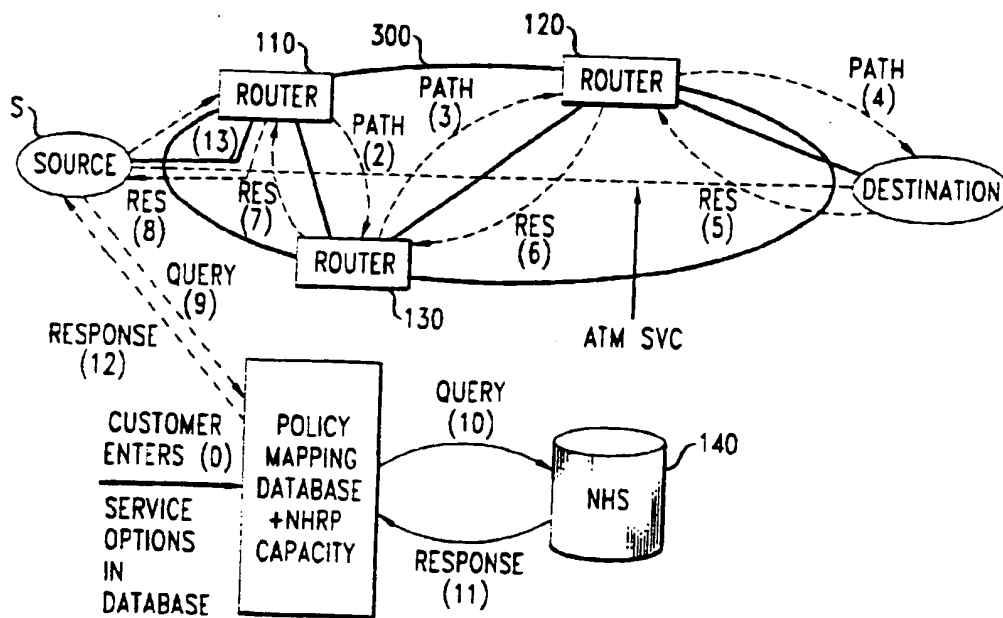 110
300
120
ROUTER
ROUTER
PATH
(3)
PATH
(4)
S
(13)
PATH
(2)
SOURCE
DESTINATION
RES
(8)
RES
(7)
RES
(6)
RES
(5)
ROUTER
130
QUERY
(9)
ATM SVC
RESPONSE
(12)
CUSTOMER
ENTERS (0)
SERVICE
OPTIONS
IN
DATABASE
POLICY
MAPPING
DATABASE
+NHRP
CAPACITY
QUERY
(10)
140
NHS
RESPONSE
(11)